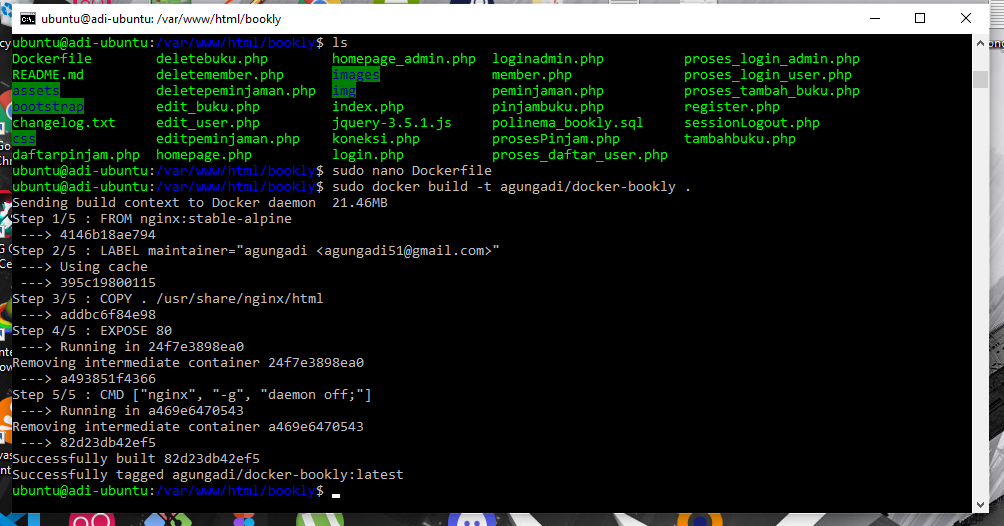 ubuntu@adi-ubuntu: /var/www/html/bookly
ubuntu@adi-ubuntu:/var/www/html/bookly$ ls
Dockerfile deletebuku.php homepage_admin.php loginadmin.php proses_login_admin.php
README.md deletemember.php images member.php proses_login_user.php
assets deletepeminjaman.php img peminjaman.php proses_tambah_buku.php
bootstrap edit_buku.php index.php pinjambuku.php register.php
changelog.txt edit_user.php jquery-3.5.1.js polinema_bookly.sql sessionLogout.php
css editpeminjaman.php koneksi.php prosesPinjam.php tambahbuku.php
daftarpinjam.php homepage.php login.php proses_daftar_user.php
ubuntu@adi-ubuntu:/var/www/html/bookly$ sudo nano Dockerfile
ubuntu@adi-ubuntu:/var/www/html/bookly$ sudo docker build -t agungadi/docker-bookly .
Sending build context to Docker daemon 21.46MB
Step 1/5 : FROM nginx:stable-alpine
---> 4146b18ae794
Step 2/5 : LABEL maintainer="agungadi <agungadi51@gmail.com>"
---> Using cache
---> 395c19800115
Step 3/5 : COPY . /usr/share/nginx/html
---> addbc6f84e98
Step 4/5 : EXPOSE 80
---> Running in 24f7e3898ea0
Removing intermediate container 24f7e3898ea0
---> a493851f4366
Step 5/5 : CMD ["nginx", "-g", "daemon off;"]
---> Running in a469e6470543
Removing intermediate container a469e6470543
---> 82d23db42ef5
Successfully built 82d23db42ef5
Successfully tagged agungadi/docker-bookly:latest
ubuntu@adi-ubuntu:/var/www/html/bookly$